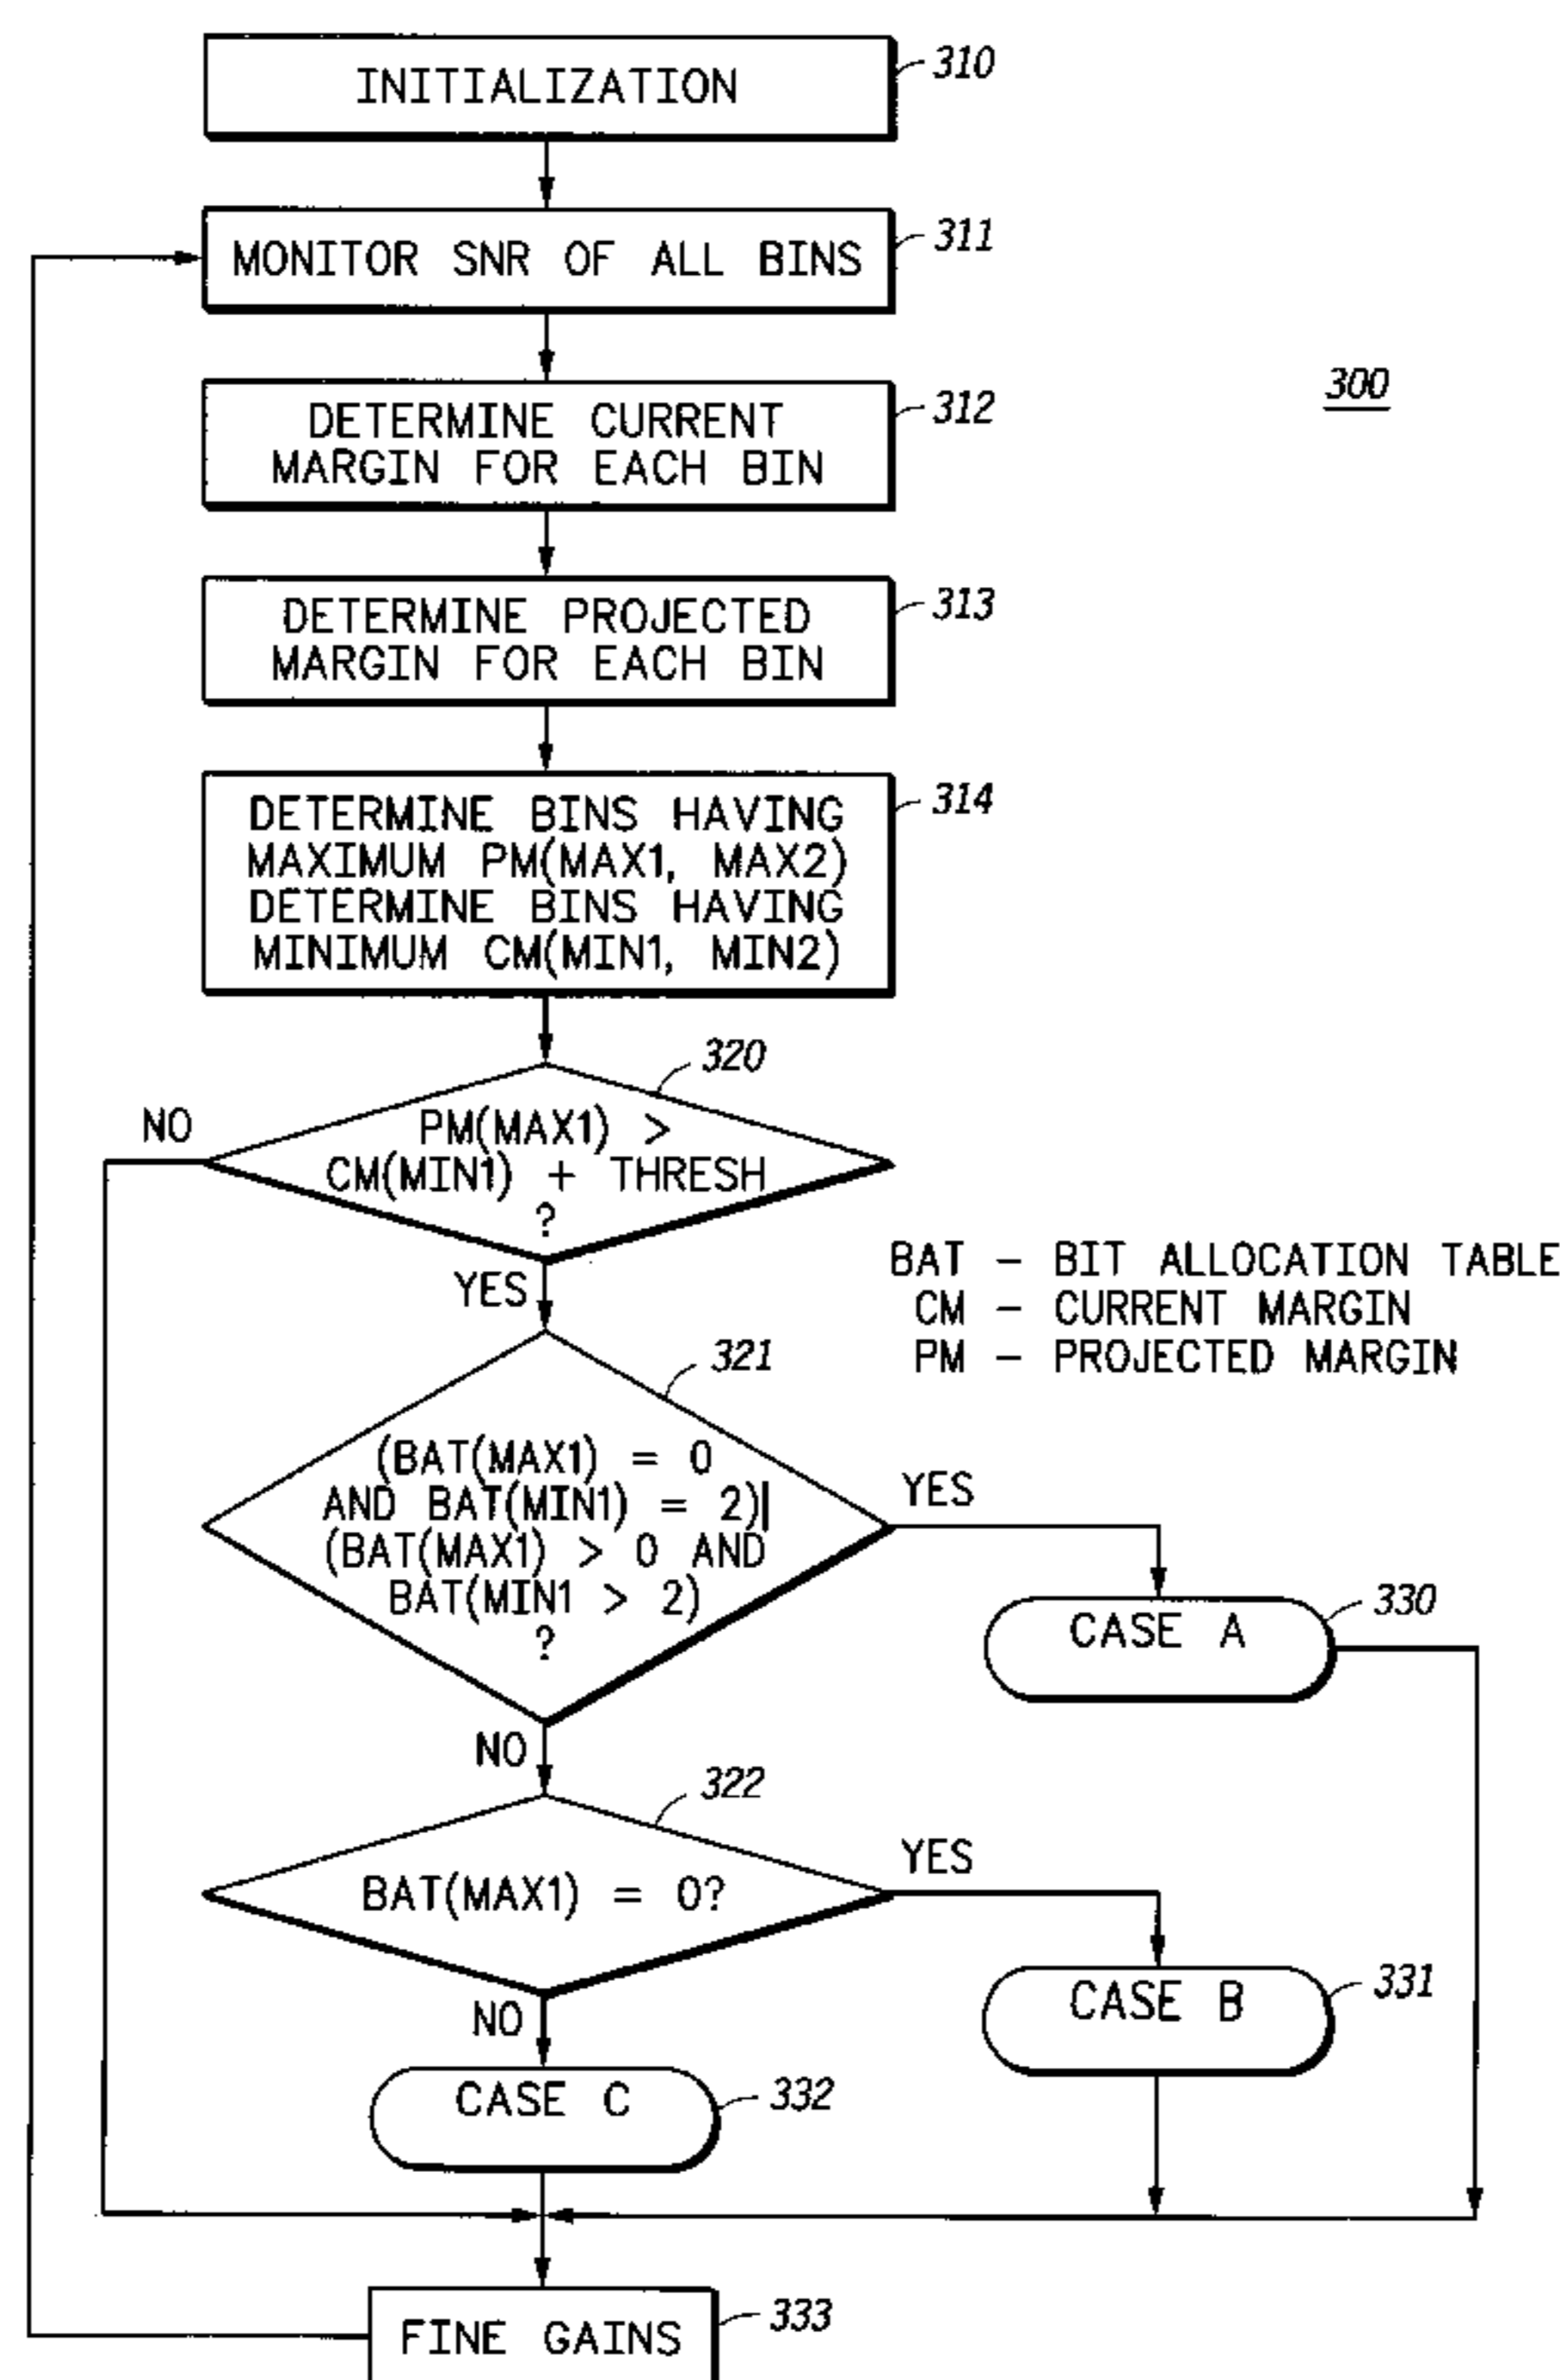 INITIALIZATION
310
MONITOR SNR OF ALL BINS
311
DETERMINE CURRENT
MARGIN FOR EACH BIN
312
300
DETERMINE PROJECTED
MARGIN FOR EACH BIN
313
DETERMINE BINS HAVING
MAXIMUM PM(MAX1, MAX2)
DETERMINE BINS HAVING
MINIMUM CM(MIN1, MIN2)
314
320
NO
PM(MAX1) >
CM(MIN1) + THRESH
?
YES
BAT – BIT ALLOCATION TABLE
CM – CURRENT MARGIN
PM – PROJECTED MARGIN
321
(BAT(MAX1) = 0
AND BAT(MIN1) = 2)|
(BAT(MAX1) > 0 AND
BAT(MIN1 > 2)
?
YES
CASE A
330
NO
322
BAT(MAX1) = 0?
YES
CASE B
331
NO
CASE C
332
FINE GAINS
333